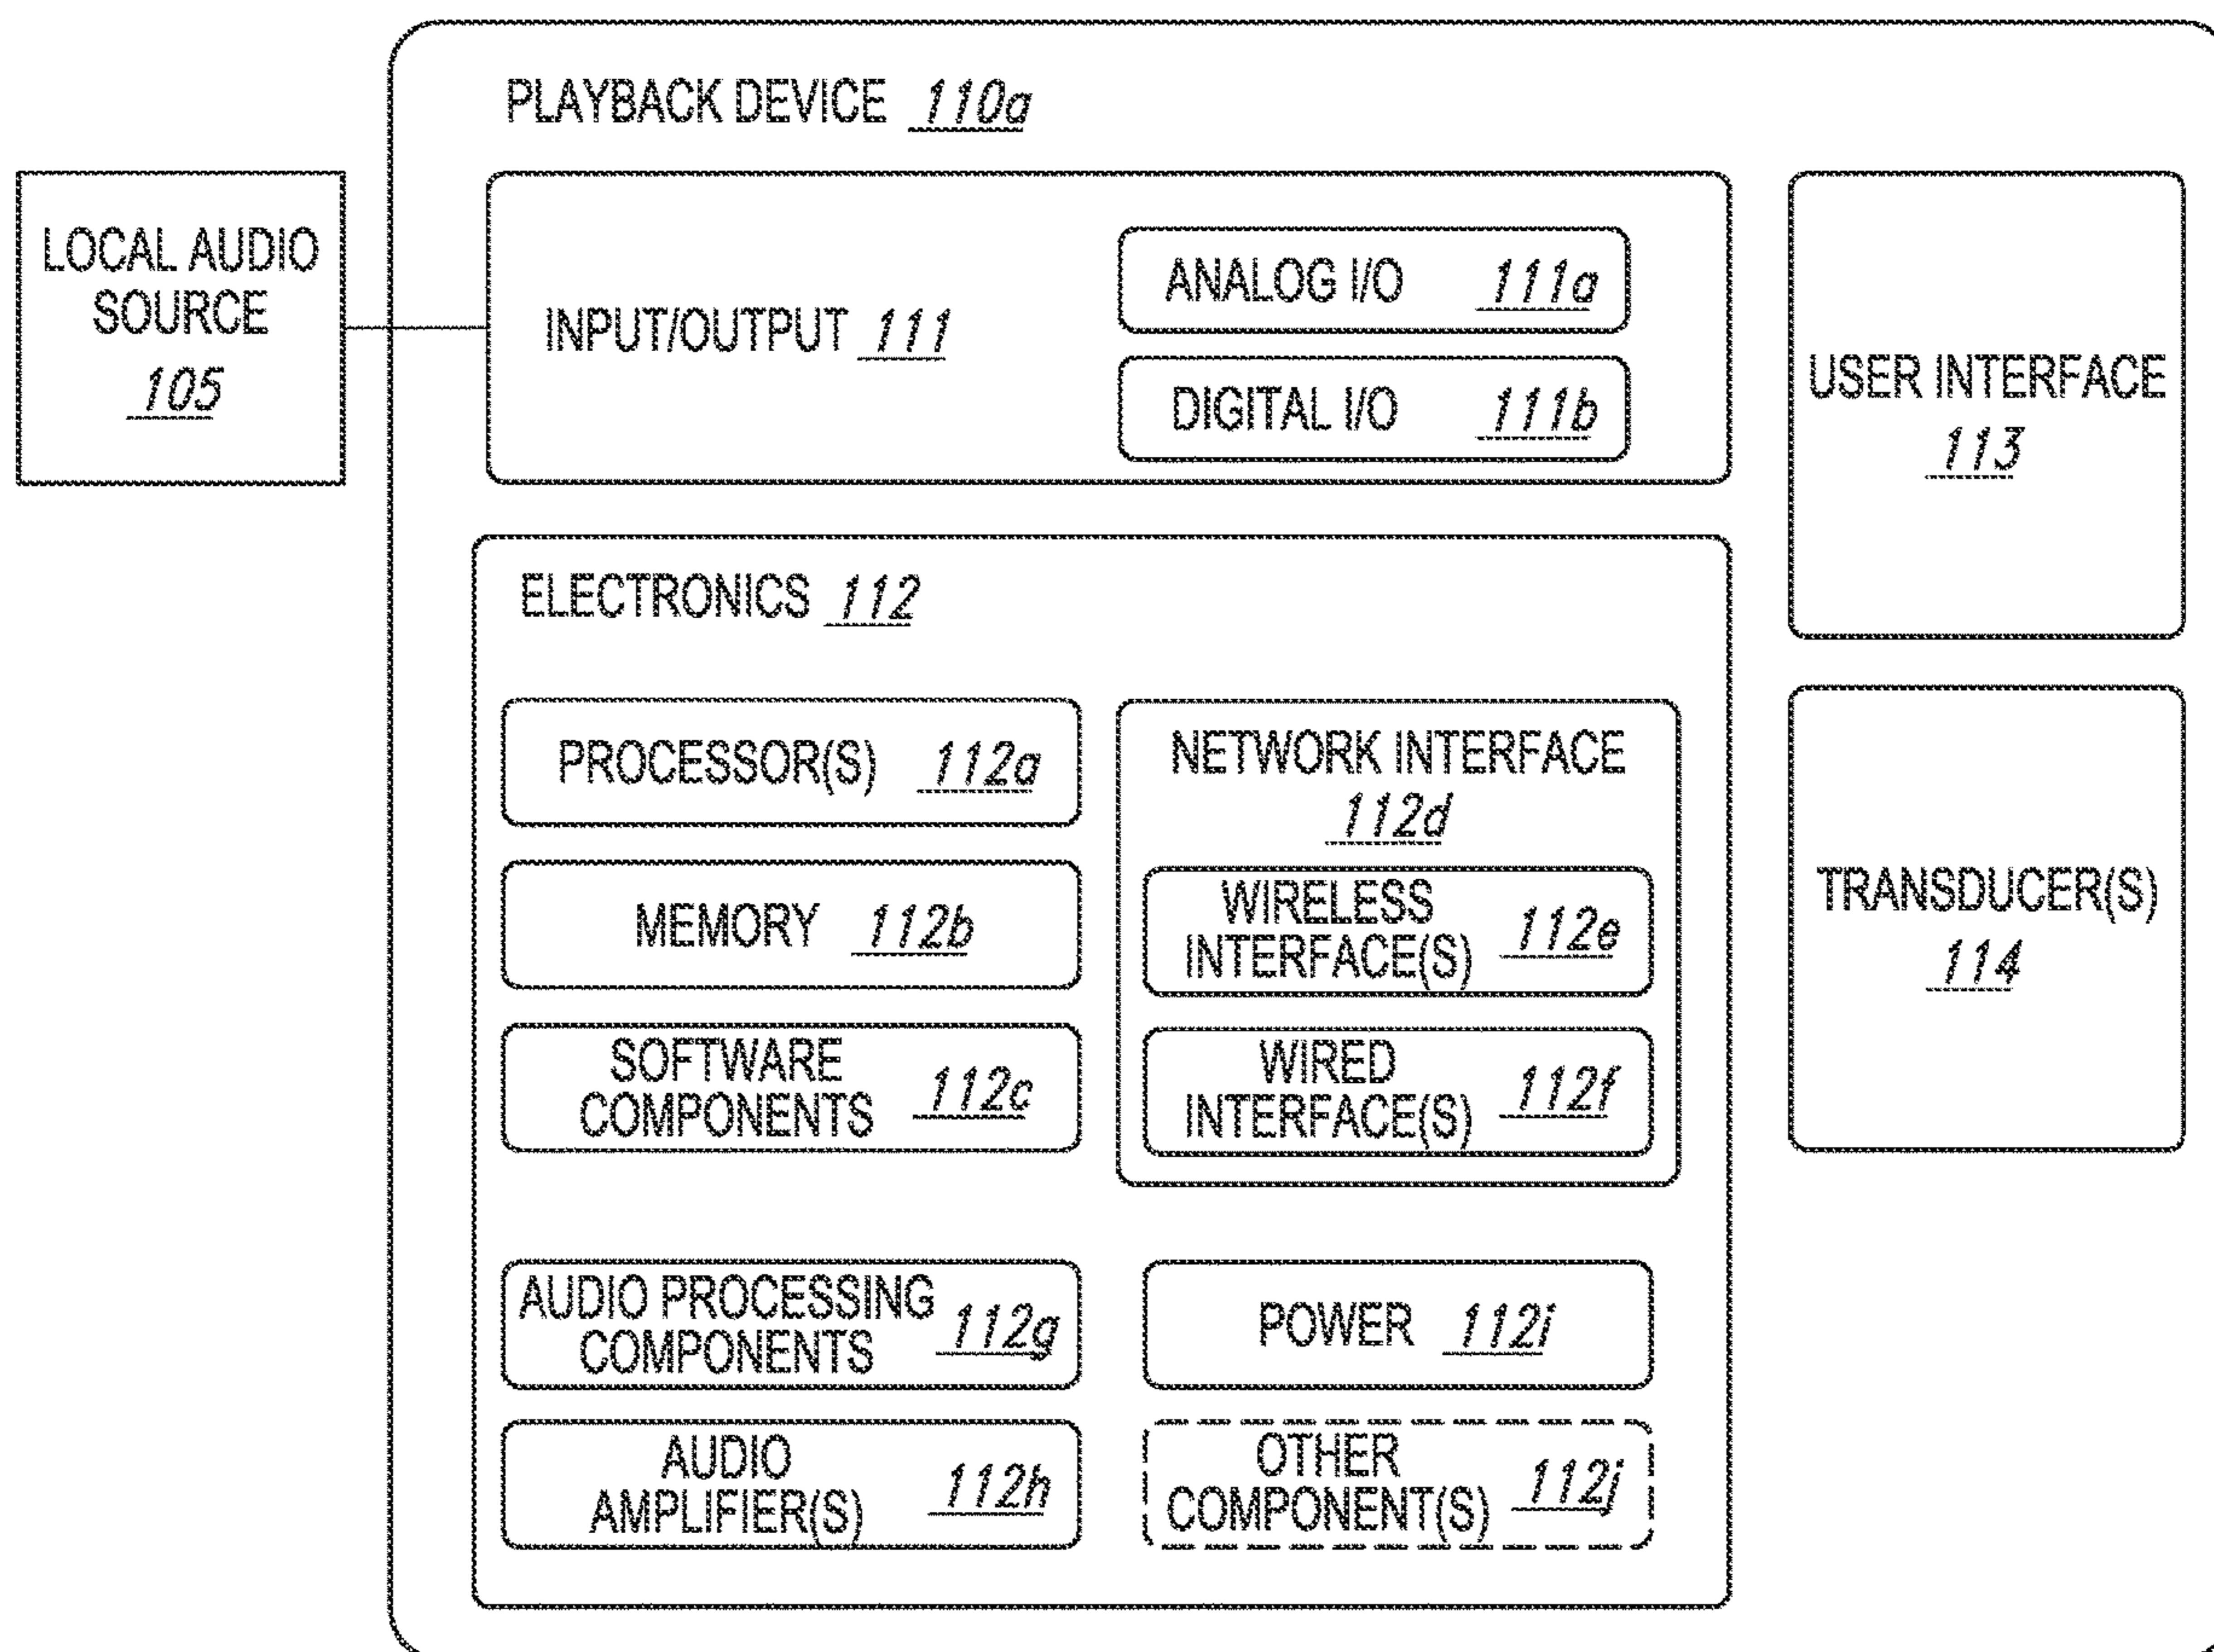 PLAYBACK DEVICE 110a
LOCAL AUDIO
SOURCE
105
INPUT/OUTPUT 111
ANALOG I/O 111a
DIGITAL I/O 111b
USER INTERFACE
113
ELECTRONICS 112
PROCESSOR(S) 112a
MEMORY 112b
SOFTWARE
COMPONENTS 112c
NETWORK INTERFACE
112d
WIRELESS
INTERFACE(S) 112e
WIRED
INTERFACE(S) 112f
TRANSDUCER(S)
114
AUDIO PROCESSING
COMPONENTS 112g
POWER 112i
AUDIO
AMPLIFIER(S) 112h
OTHER
COMPONENT(S) 112j